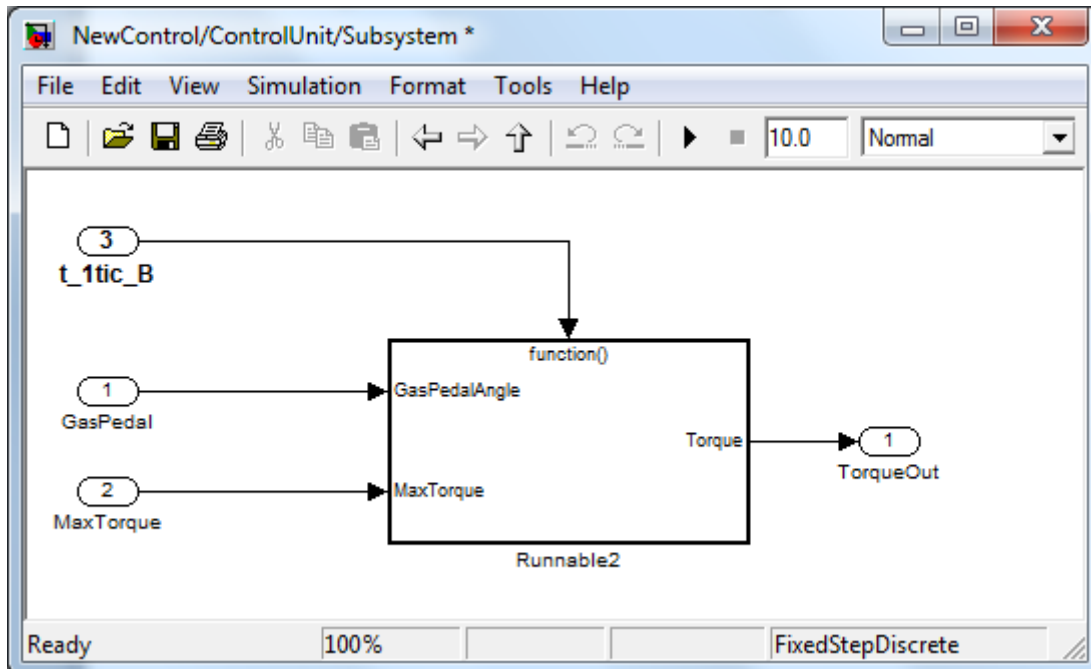 NewControl/ControlUnit/Subsystem *
File Edit View Simulation Format Tools Help
10.0 Normal
3
t_1tic_B
function()
1
GasPedal
GasPedalAngle
Torque
1
TorqueOut
2
MaxTorque
MaxTorque
Runnable2
Ready 100% FixedStepDiscrete